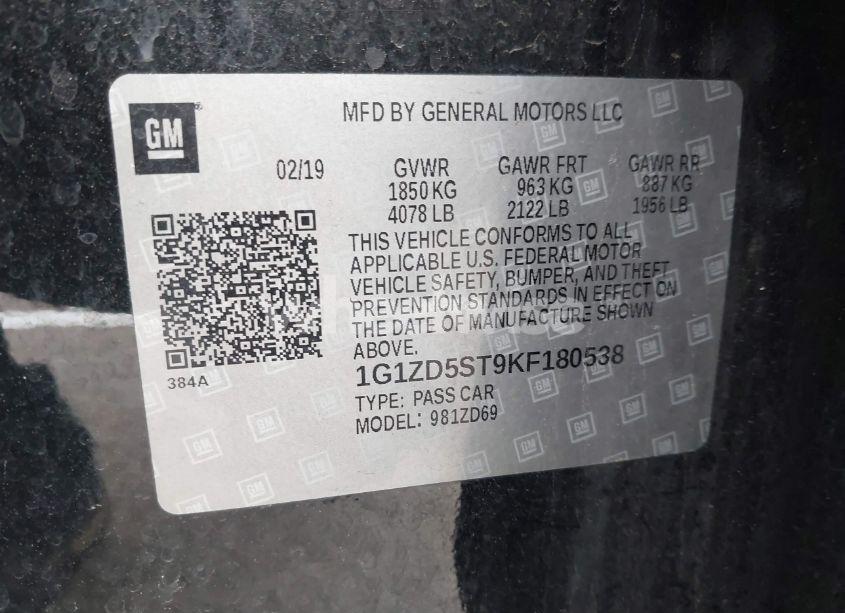 GM
MFD BY GENERAL MOTORS LLC
02/19
GVWR GAWR FRT GAWR RR
1850 KG 963 KG 887 KG
4078 LB 2122 LB 1956 LB
THIS VEHICLE CONFORMS TO ALL
APPLICABLE U.S. FEDERAL MOTOR
VEHICLE SAFETY, BUMPER, AND THEFT
PREVENTION STANDARDS IN EFFECT ON
THE DATE OF MANUFACTURE SHOWN
ABOVE.
384A
1G1ZD5ST9KF180538
TYPE: PASS CAR
MODEL: 981ZD69